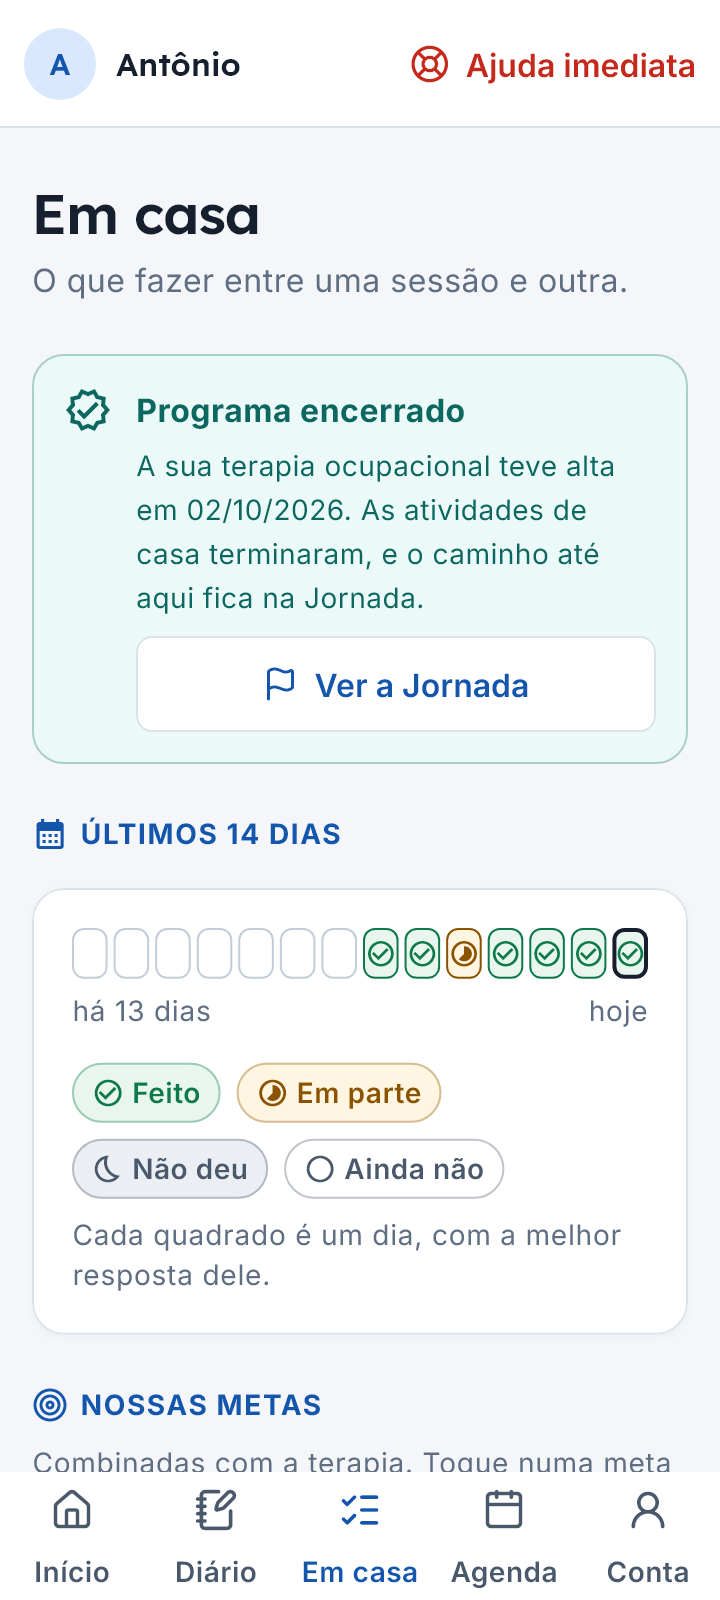 A
Antônio
Ajuda imediata
Em casa
O que fazer entre uma sessão e outra.
Programa encerrado
A sua terapia ocupacional teve alta
em 02/10/2026. As atividades de
casa terminaram, e o caminho até
aqui fica na Jornada.
Ver a Jornada
ÚLTIMOS 14 DIAS
há 13 dias
hoje
Feito
Em parte
Não deu
Ainda não
Cada quadrado é um dia, com a melhor
resposta dele.
NOSSAS METAS
Combinadas com a terapia. Toque numa meta
Início
Diário
Em casa
Agenda
Conta